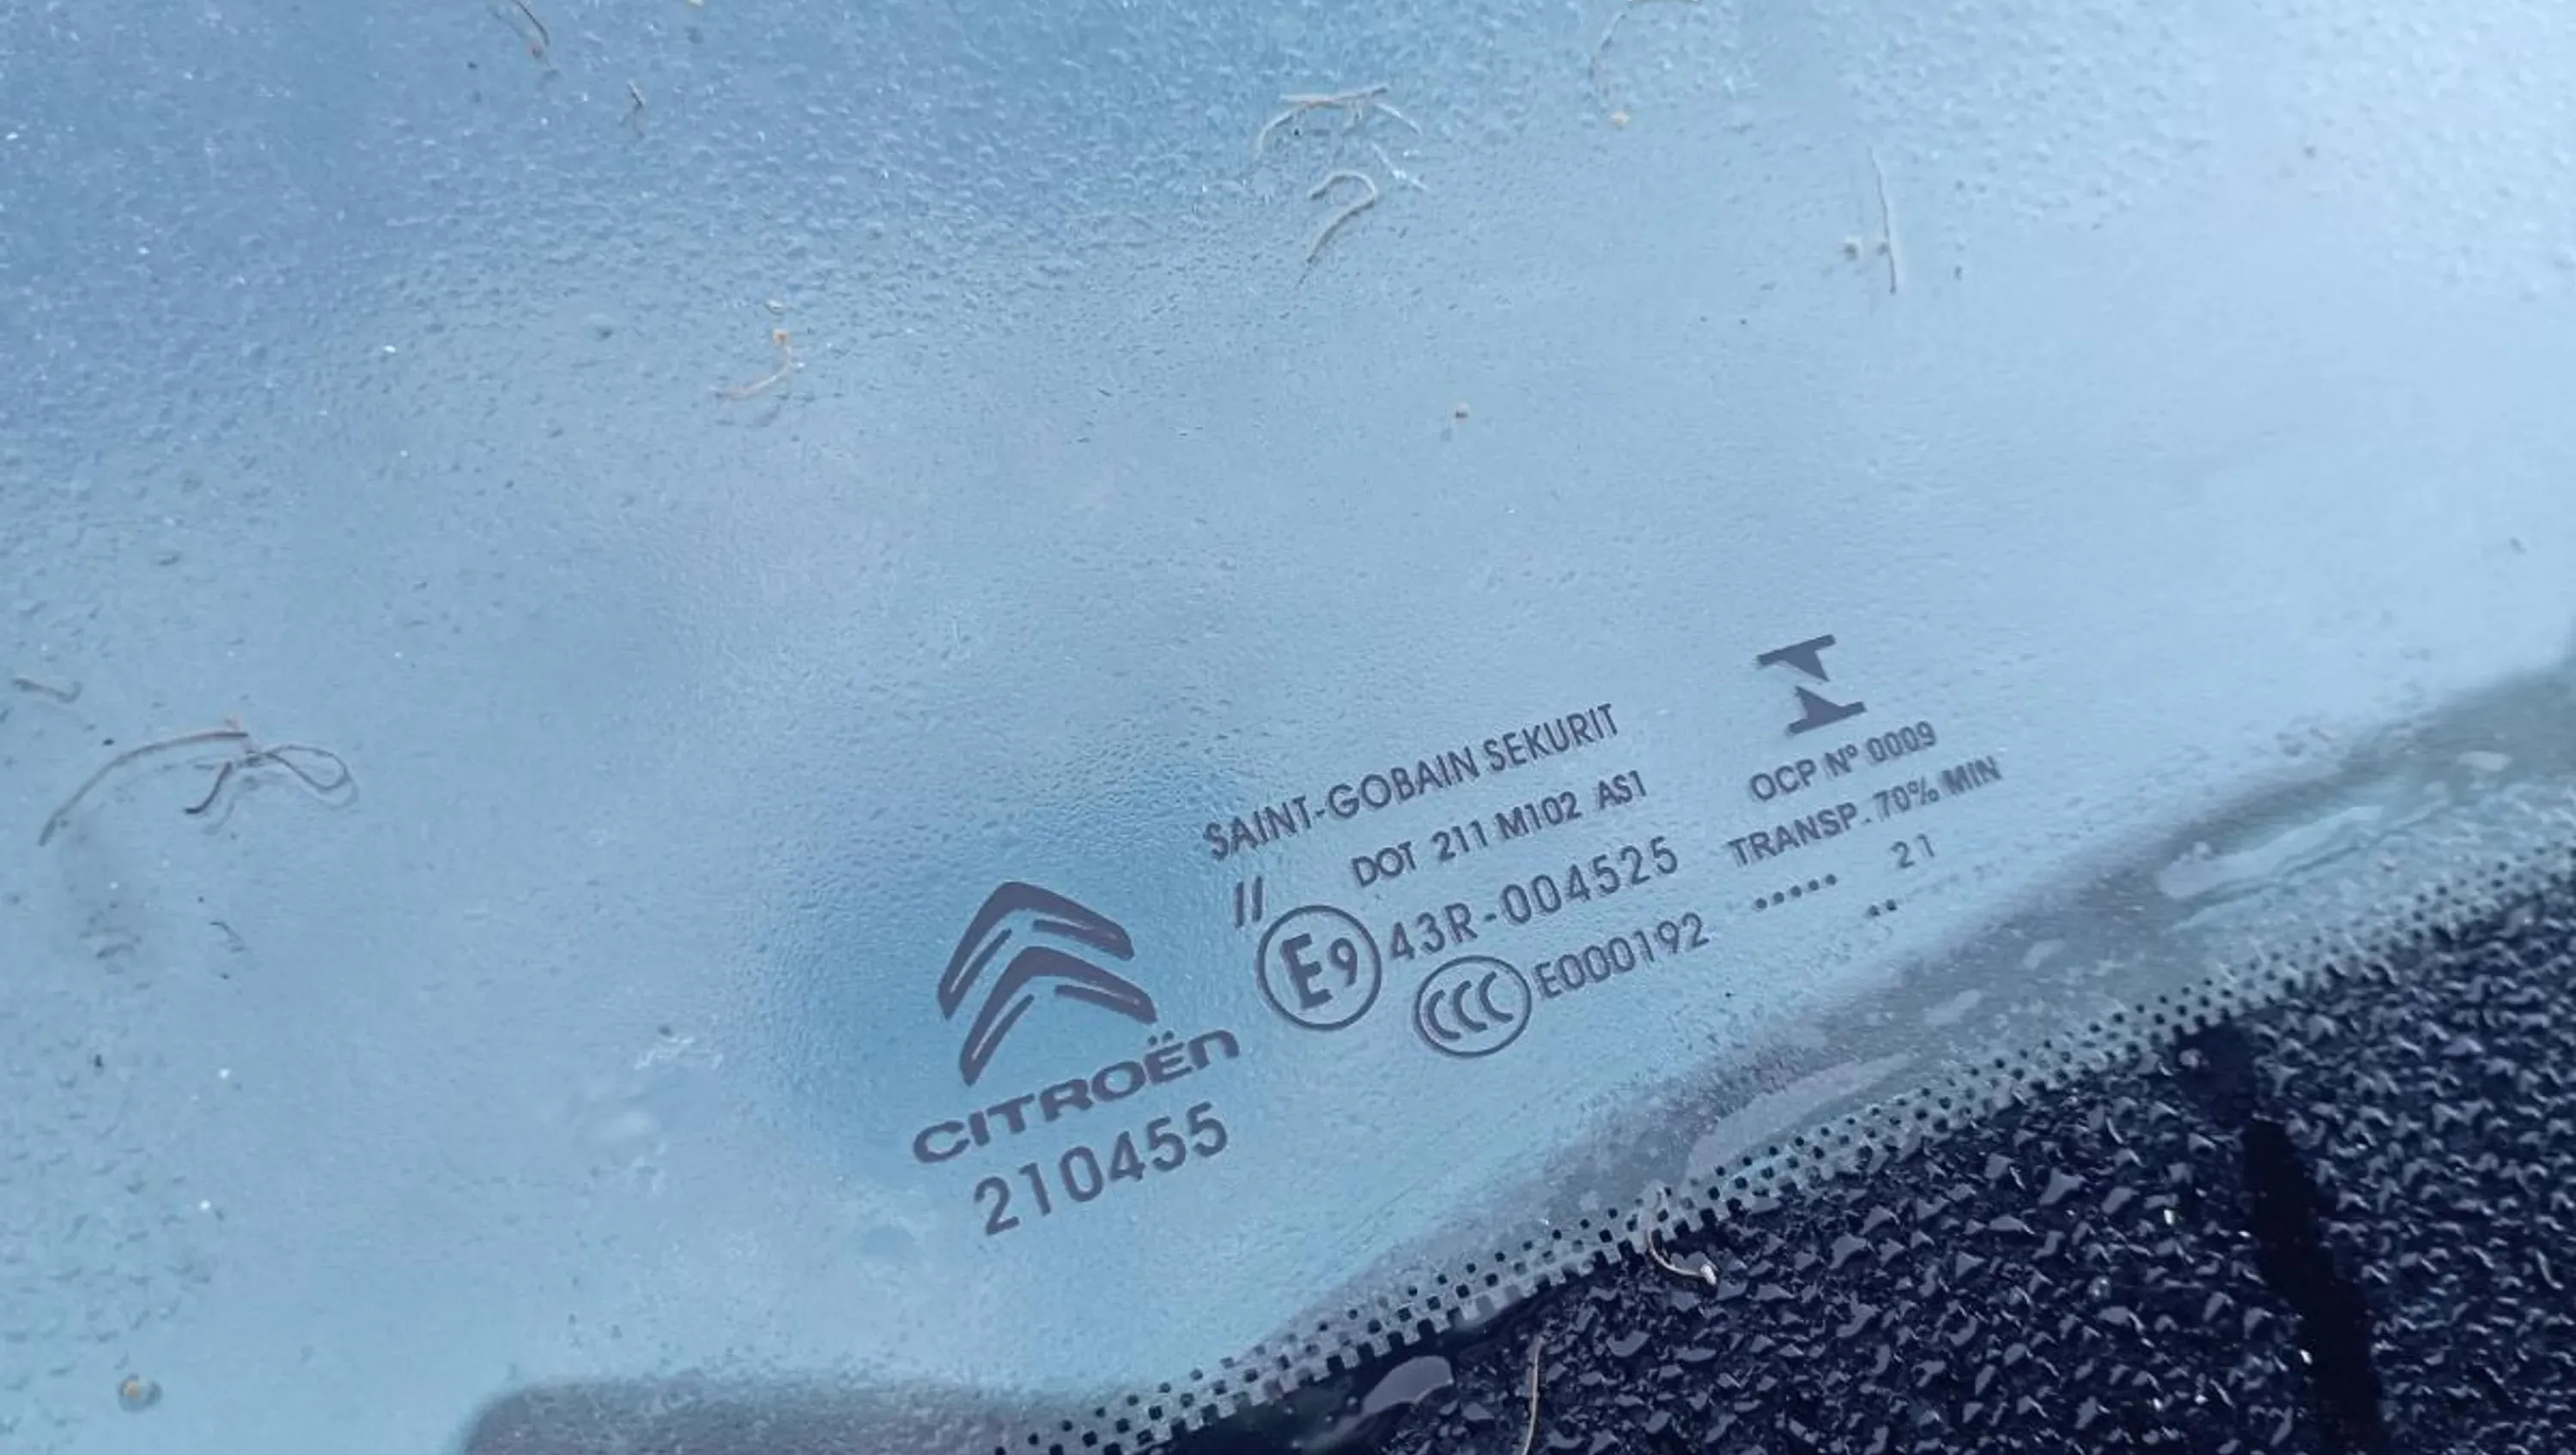 SAINT-GOBAIN SEKURIT
DOT 211 M102 AS1
II
E9 43R-004525
CCC E000192
CITROËN
210455
OCP Nº 0009
TRANSP. 70% MIN
..... 21
..